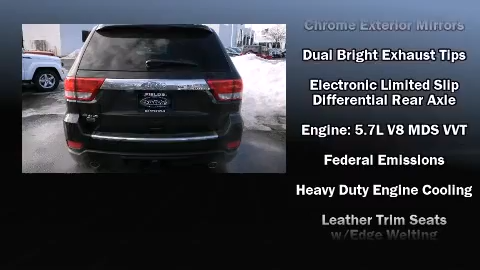 Chrome Exterior Mirrors
Dual Bright Exhaust Tips
Electronic Limited Slip
Differential Rear Axle
Engine: 5.7L V8 MDS VVT
Federal Emissions
Heavy Duty Engine Cooling
Leather Trim Seats
w/Edge Welting
FIELDS